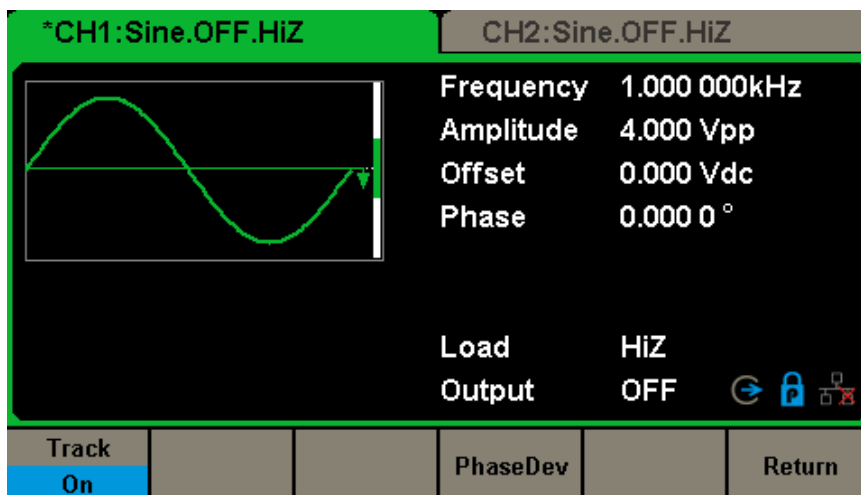 *CH1:Sine.OFF.HiZ CH2:Sine.OFF.HiZ
Frequency 1.000 000kHz
Amplitude 4.000 Vpp
Offset 0.000 Vdc
Phase 0.000 0 °
Load HiZ
Output OFF P
Track
On
PhaseDev
Return